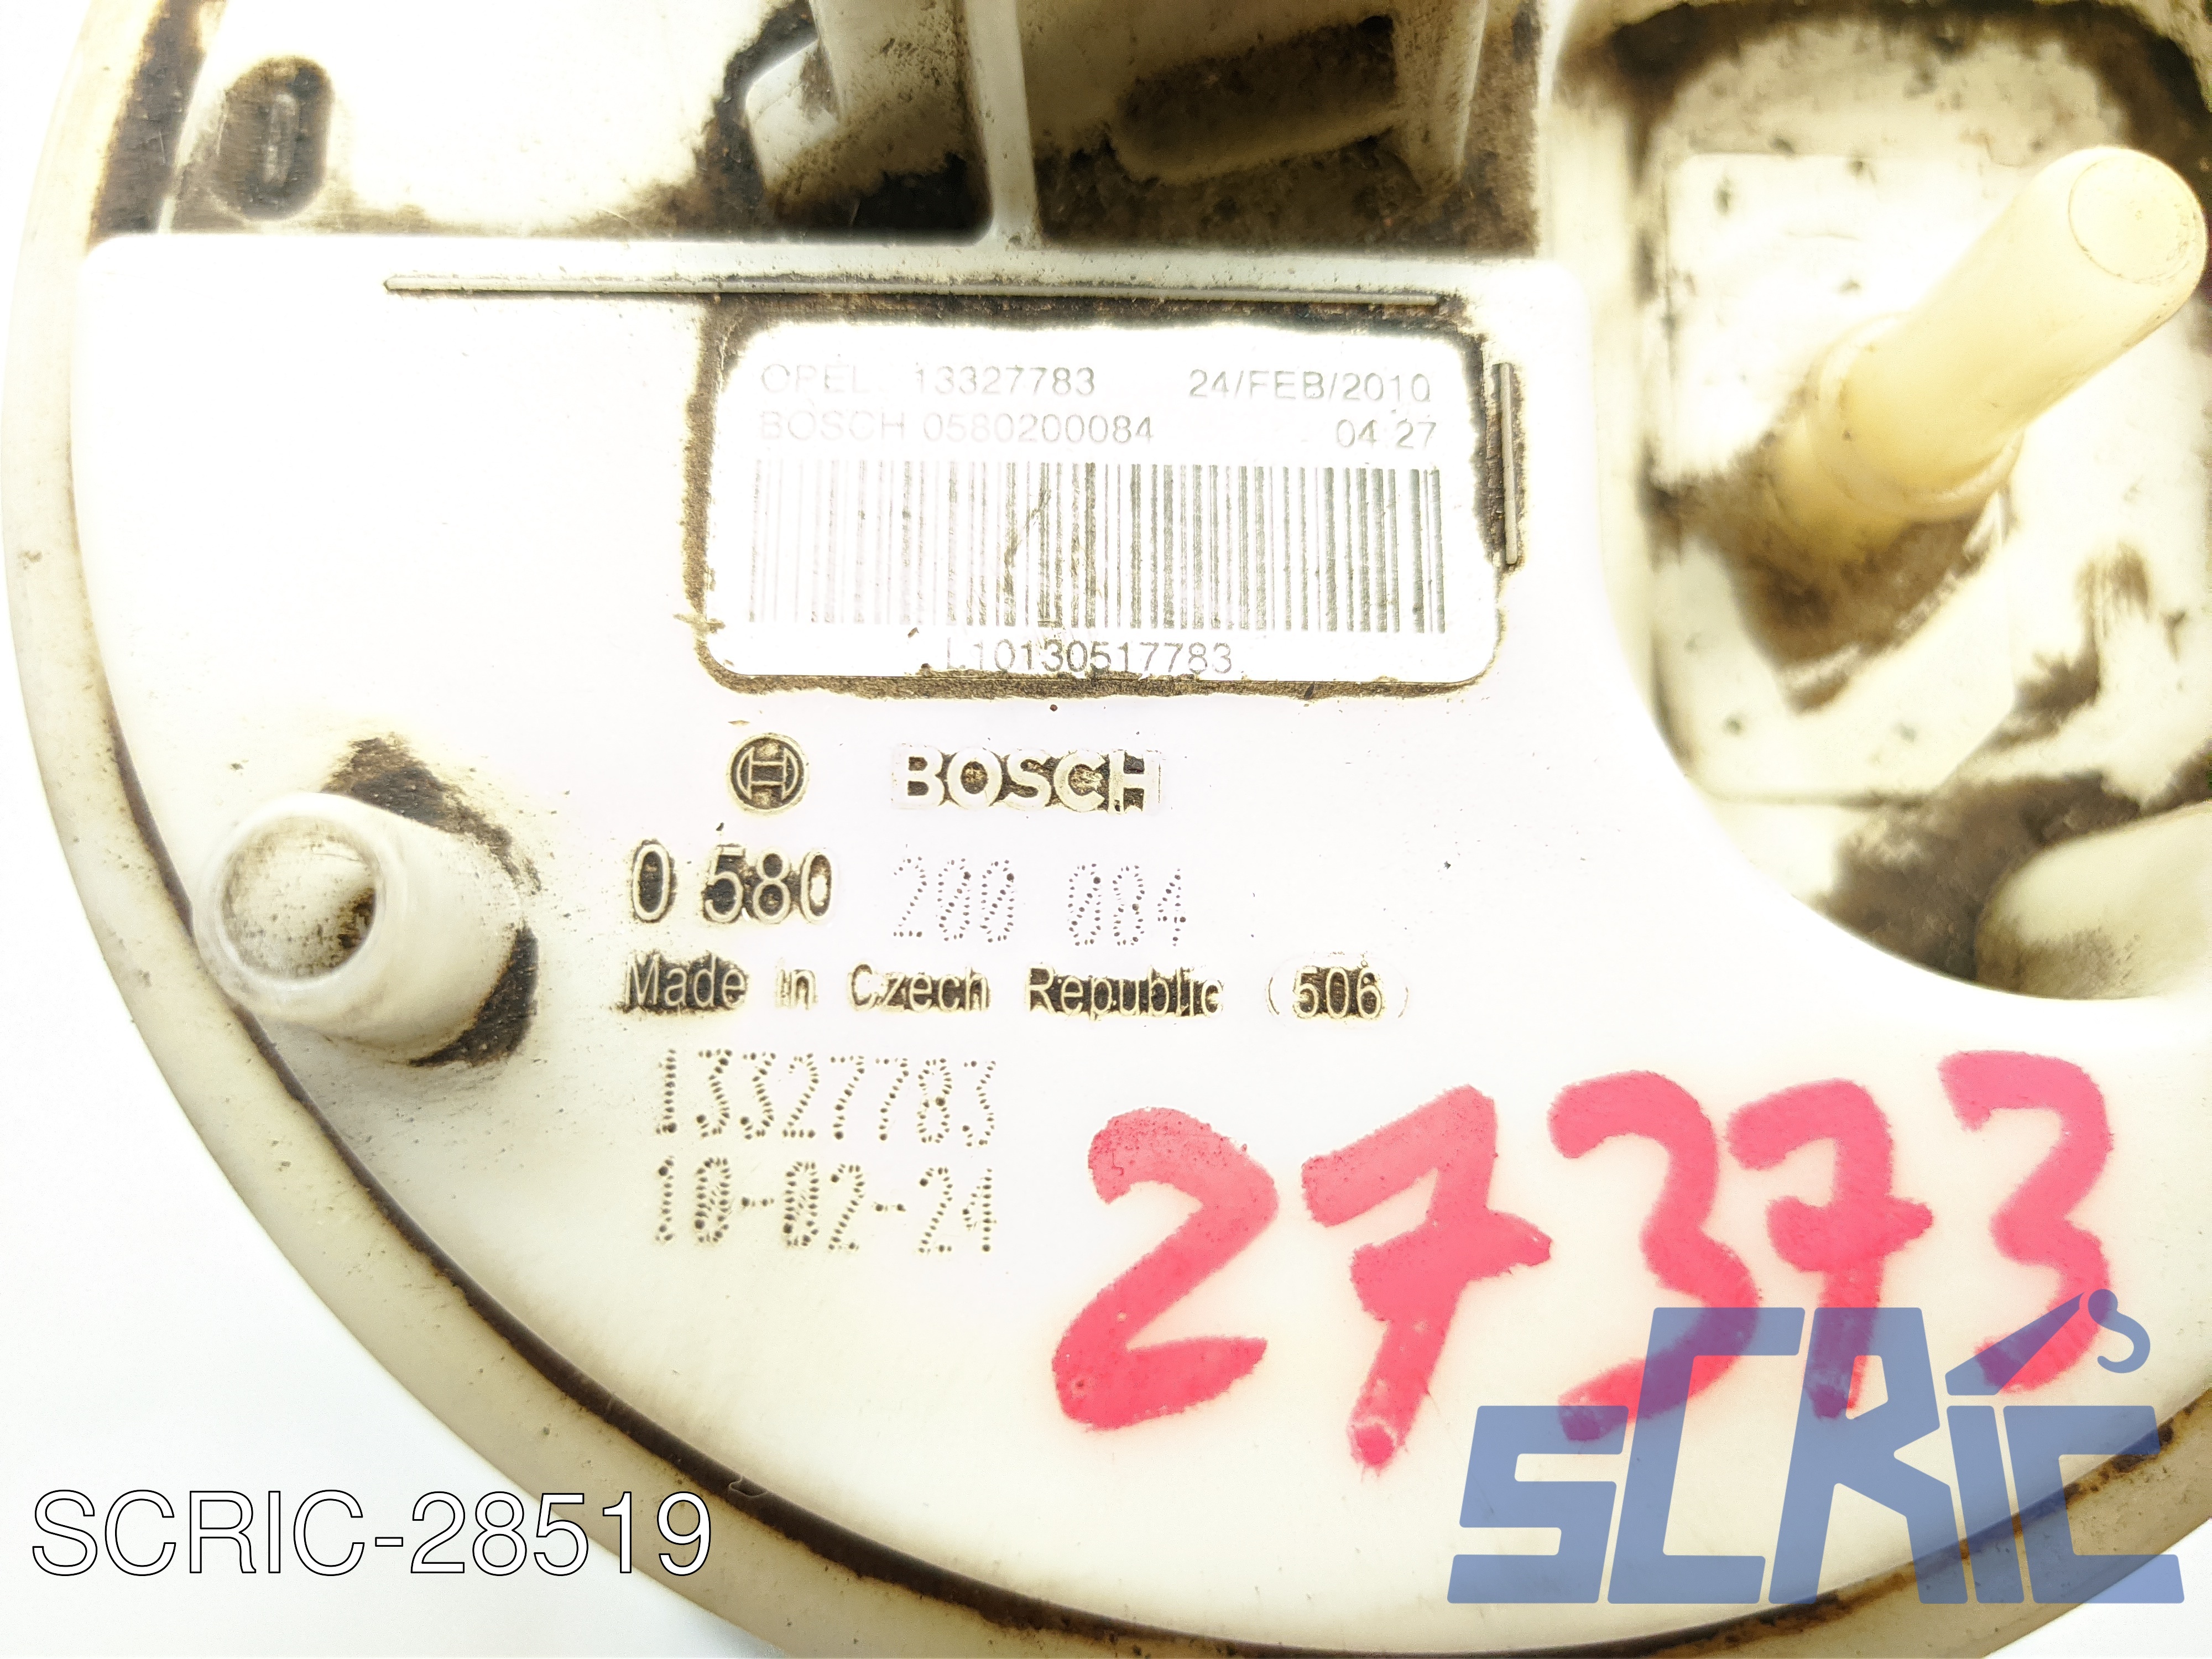 OPEL 13327783 24/FEB/2010
BOSCH 0580200084 04:27
L10130517783
BOSCH
0 580 200 084
Made in Czech Republic (506)
13327783
10-02-24
27373
SCRIC
SCRIC-28519